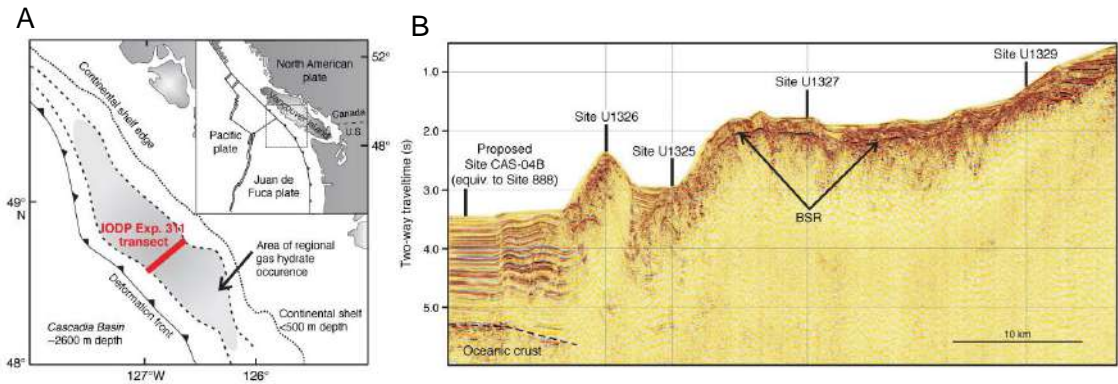 A
Continental shelf edge
49°
N
48°
127°W
126°
IODP Exp. 311
transect
Area of regional
gas hydrate
occurence
Deformation front
Continental shelf
<500 m depth
Cascadia Basin
~2600 m depth
North American
plate
52°
Vancouver Island
Canada
U.S.
48°
Pacific
plate
Juan de
Fuca plate
B
Two-way traveltime (s)
1.0
2.0
3.0
4.0
5.0
Proposed
Site CAS-04B
(equiv. to Site 888)
Site U1326
Site U1325
Site U1327
Site U1329
BSR
Oceanic crust
10 km